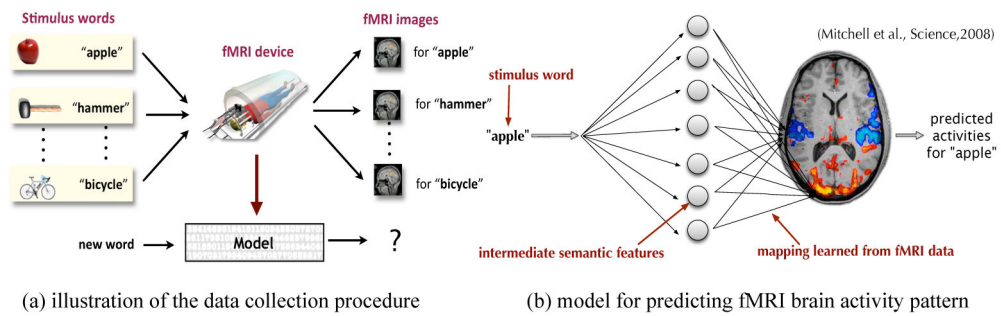 Stimulus words
fMRI images
fMRI device
"apple"
for "apple"
"hammer"
for "hammer"
"bicycle"
for "bicycle"
new word
Model
?
(a) illustration of the data collection procedure
(Mitchell et al., Science,2008)
stimulus word
"apple"
predicted
activities
for "apple"
intermediate semantic features
mapping learned from fMRI data
(b) model for predicting fMRI brain activity pattern